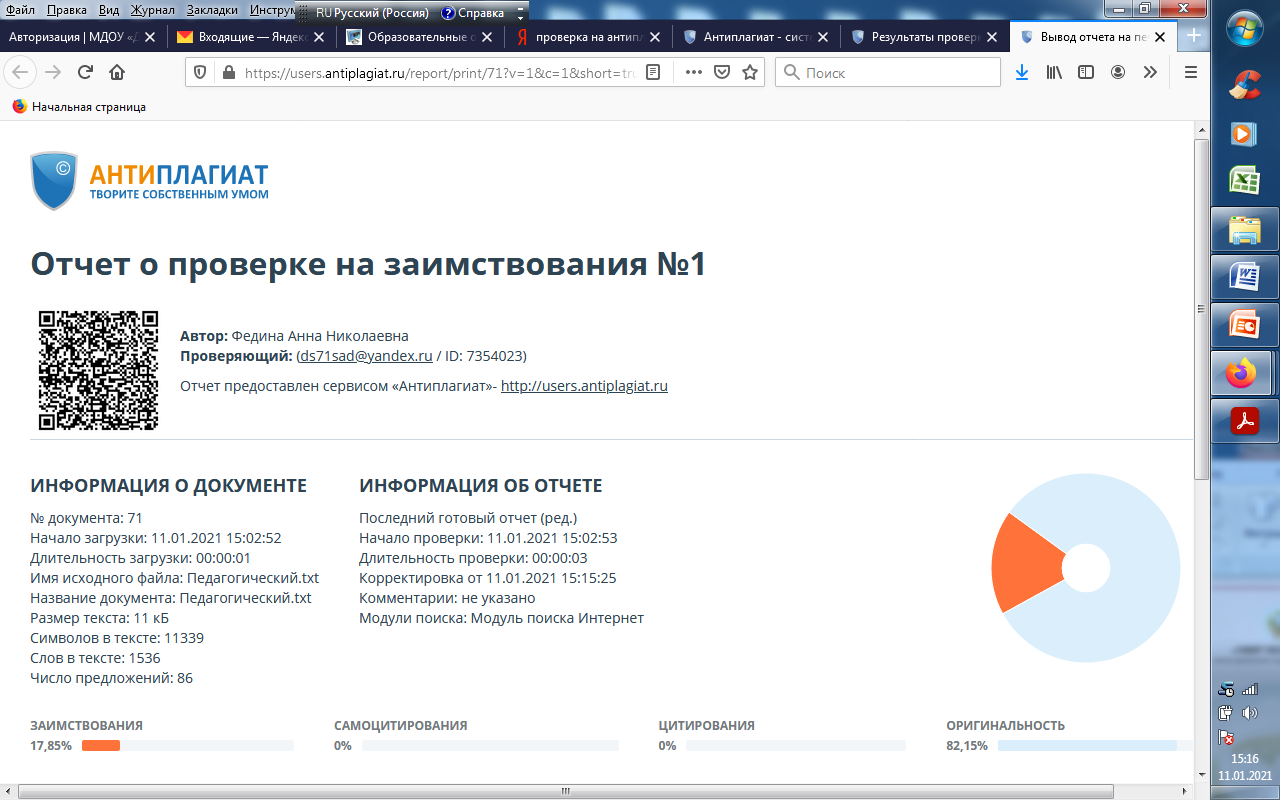 Файл Правка Вид Журнал Закладки Инструм RU Русский (Россия) Справка
Авторизация | МДОУ «Д Входящие — Яндекс Образовательные с проверка на антипл Антиплагиат - сист Результаты провер Вывод отчета на пе
https://users.antiplagiat.ru/report/print/71?v=1&c=1&short=tru Поиск
Начальная страница
©
АНТИПЛАГИАТ
ТВОРИТЕ СОБСТВЕННЫМ УМОМ
Отчет о проверке на заимствования №1
Автор: Федина Анна Николаевна
Проверяющий: (ds71sad@yandex.ru / ID: 7354023)
Отчет предоставлен сервисом «Антиплагиат»- http://users.antiplagiat.ru
ИНФОРМАЦИЯ О ДОКУМЕНТЕ
№ документа: 71
Начало загрузки: 11.01.2021 15:02:52
Длительность загрузки: 00:00:01
Имя исходного файла: Педагогический.txt
Название документа: Педагогический.txt
Размер текста: 11 кБ
Символов в тексте: 11339
Слов в тексте: 1536
Число предложений: 86
ИНФОРМАЦИЯ ОБ ОТЧЕТЕ
Последний готовый отчет (ред.)
Начало проверки: 11.01.2021 15:02:53
Длительность проверки: 00:00:03
Корректировка от 11.01.2021 15:15:25
Комментарии: не указано
Модули поиска: Модуль поиска Интернет
ЗАИМСТВОВАНИЯ
17,85%
САМОЦИТИРОВАНИЯ
0%
ЦИТИРОВАНИЯ
0%
ОРИГИНАЛЬНОСТЬ
82,15%
15:16
11.01.2021